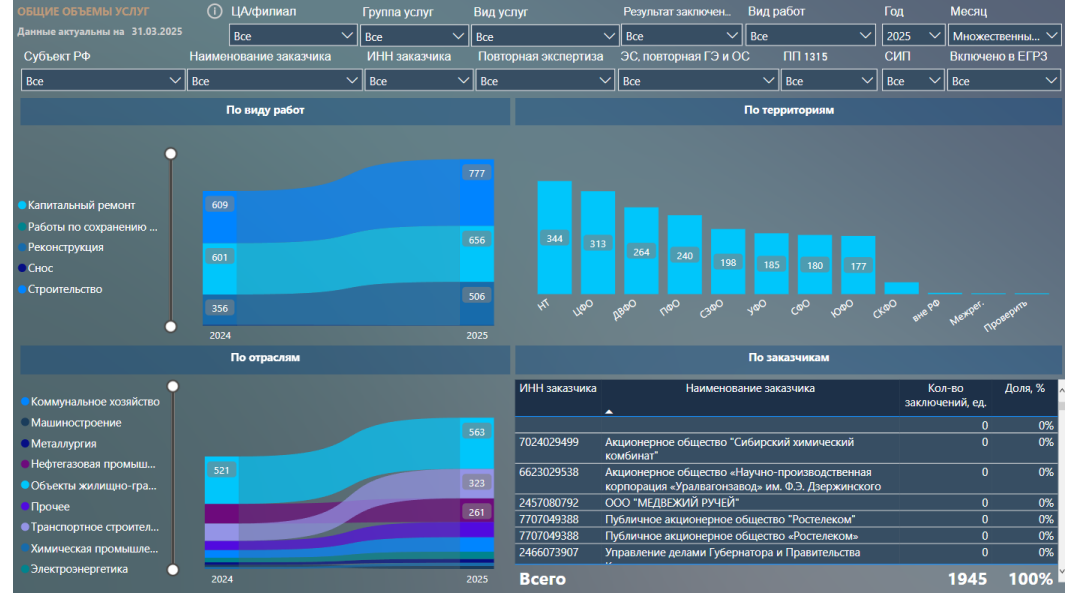 ОБЩИЕ ОБЪЕМЫ УСЛУГ
Данные актуальны на 31.03.2025
ЦА/филиал
Все
Группа услуг
Все
Вид услуг
Все
Результат заключен...
Все
Вид работ
Все
Год
2025
Месяц
Множественны...
Субъект РФ
Все
Наименование заказчика
Все
ИНН заказчика
Все
Повторная экспертиза
Все
ЭС, повторная ГЭ и ОС
Все
ПП 1315
Все
СИП
Все
Включено в ЕГРЗ
Все
По виду работ
Капитальный ремонт
Работы по сохранению ...
Реконструкция
Снос
Строительство
609
601
356
777
656
506
2024
2025
По территориям
344
313
264
240
198
185
180
177
НТ
ЦФО
ДВФО
ПФО
СЗФО
УФО
СФО
ЮФО
СКФО
вне РФ
Межрег.
Проверить
По отраслям
Коммунальное хозяйство
Машиностроение
Металлургия
Нефтегазовая промыш...
Объекты жилищно-гра...
Прочее
Транспортное строител...
Химическая промышле...
Электроэнергетика
521
563
323
261
2024
2025
По заказчикам
ИНН заказчика Наименование заказчика Кол-во заключений, ед. Доля, %
0 0%
7024029499 Акционерное общество "Сибирский химический 0 0%
комбинат"
6623029538 Акционерное общество «Научно-производственная 0 0%
корпорация «Уралвагонзавод» им. Ф.Э. Дзержинского
2457080792 ООО "МЕДВЕЖИЙ РУЧЕЙ" 0 0%
7707049388 Публичное акционерное общество "Ростелеком" 0 0%
7707049388 Публичное акционерное общество «Ростелеком» 0 0%
2466073907 Управление делами Губернатора и Правительства 0 0%
Всего 1945 100%